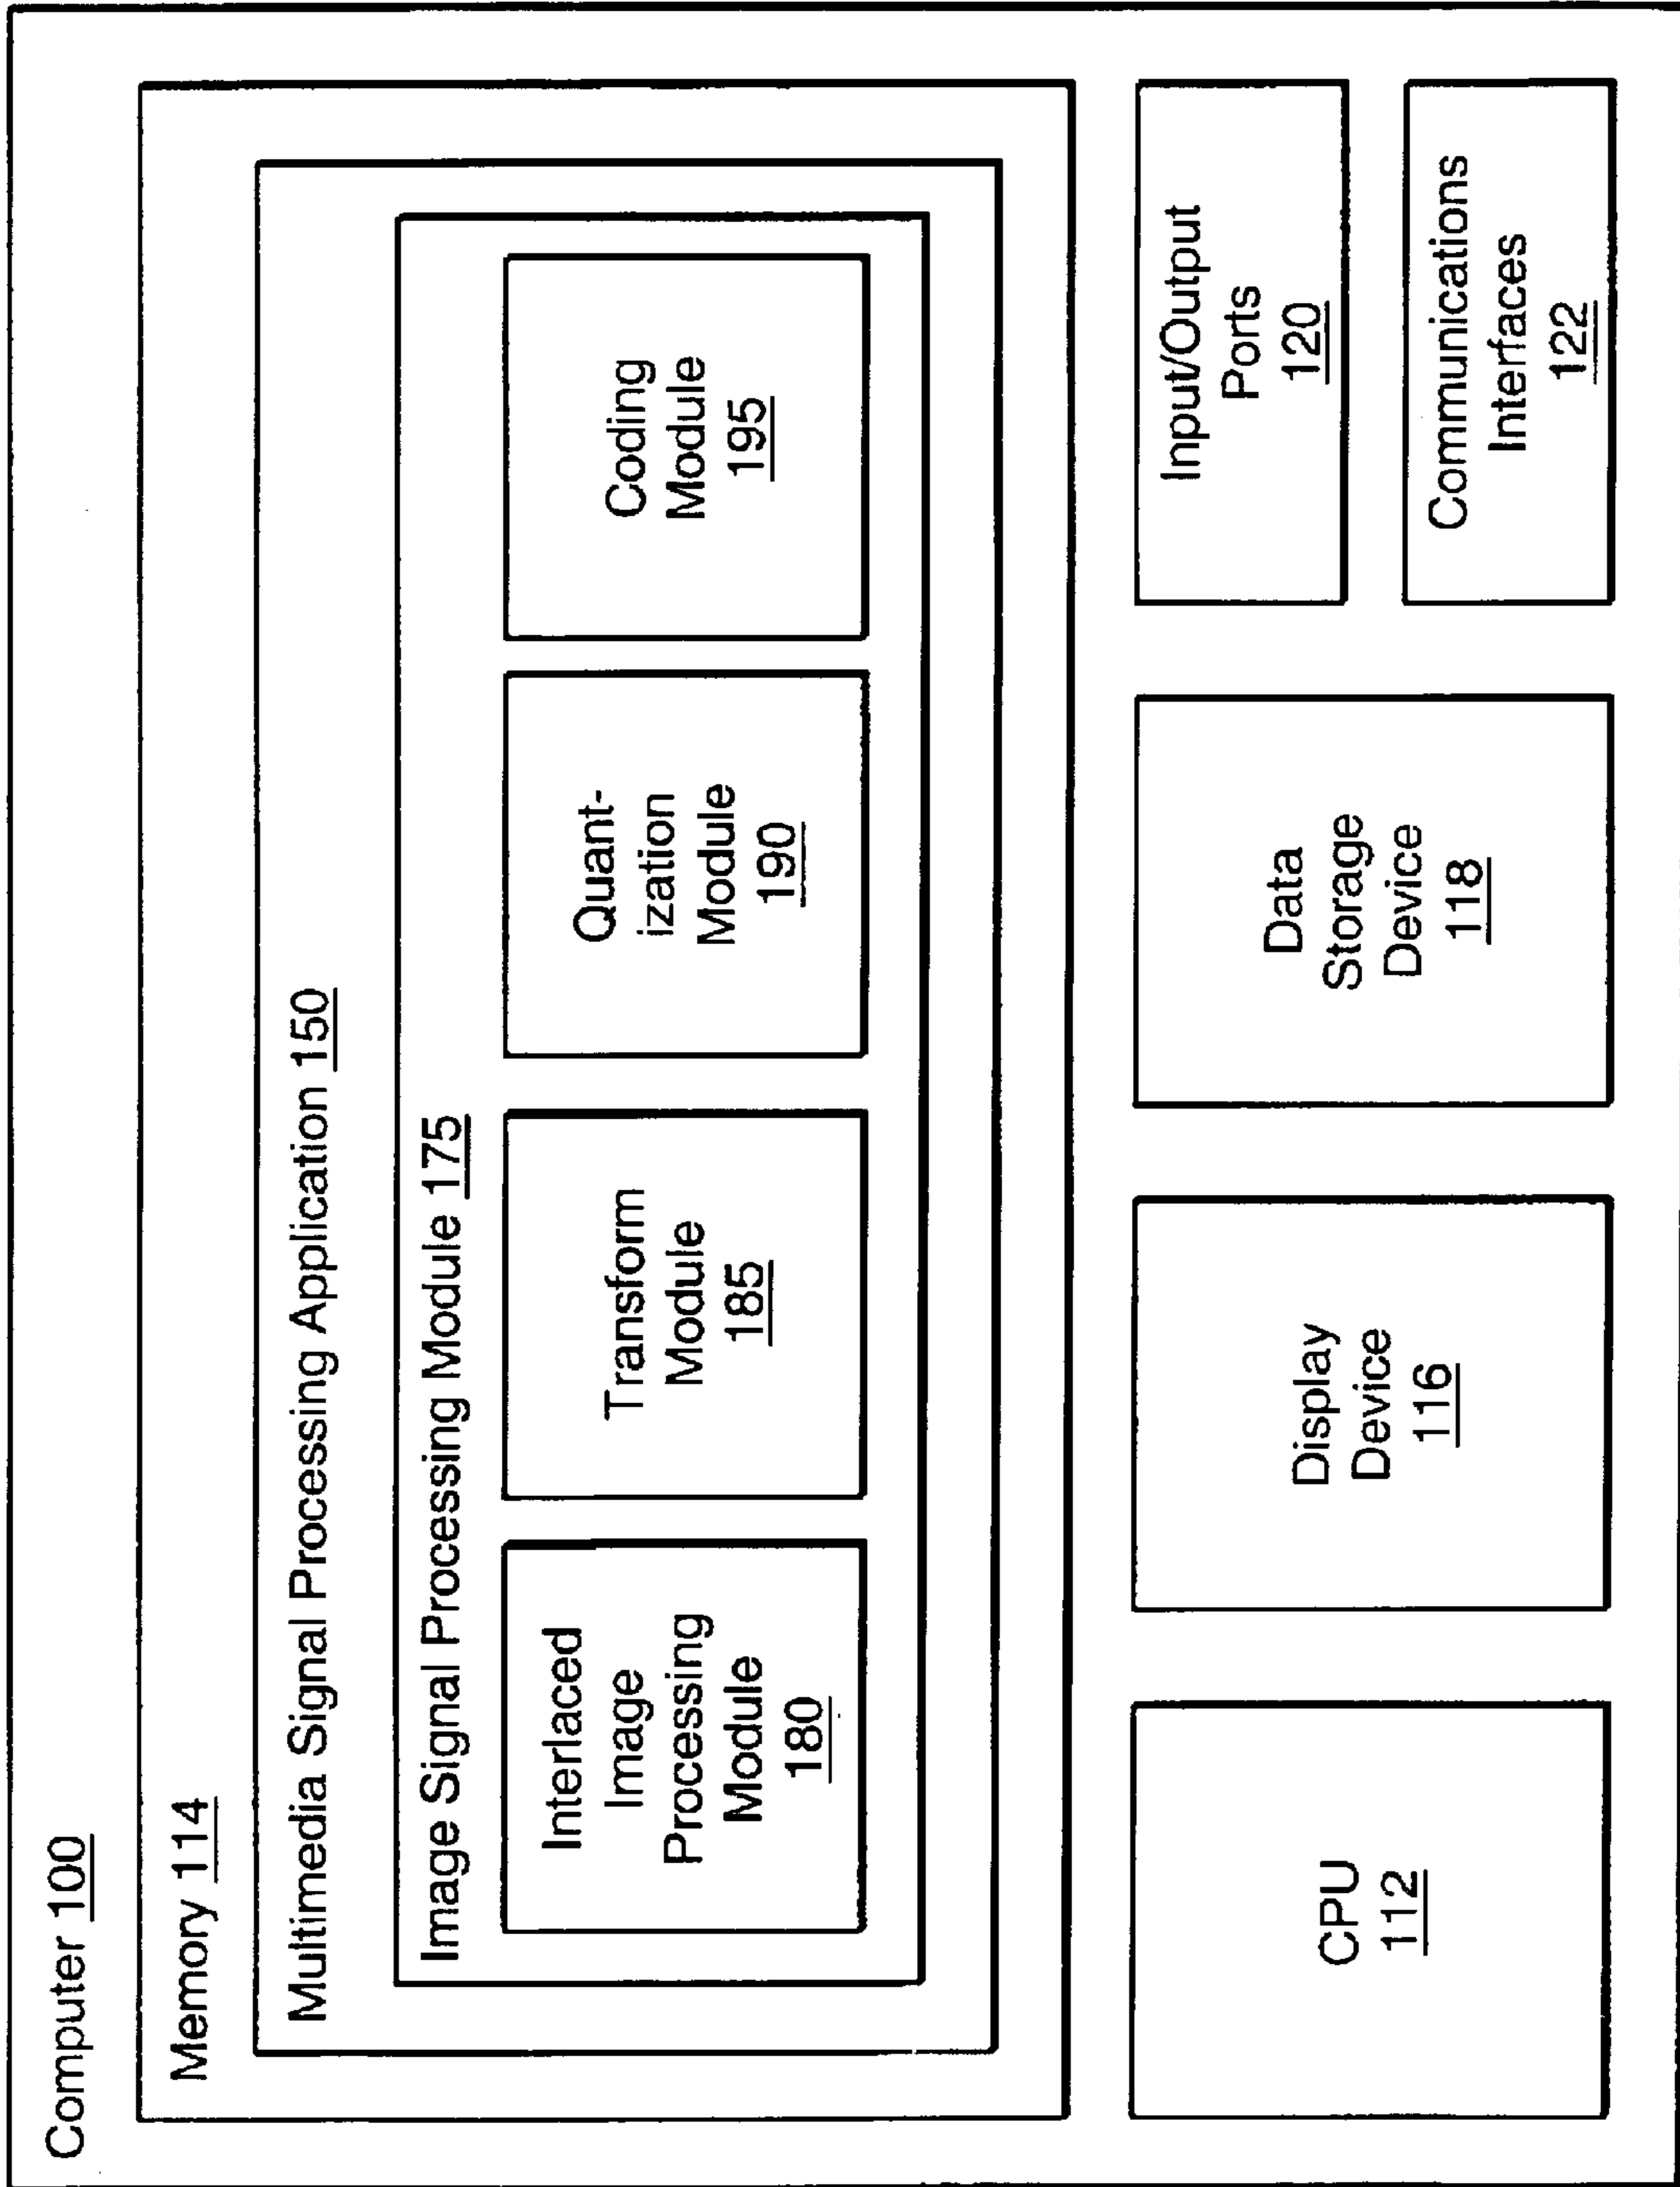 Computer 100
Memory 114
Multimedia Signal Processing Application 150
Image Signal Processing Module 175
Interlaced
Image
Processing
Module
180
Transform
Module
185
Quant-
ization
Module
190
Coding
Module
195
CPU
112
Display
Device
116
Data
Storage
Device
118
Input/Output
Ports
120
Communications
Interfaces
122